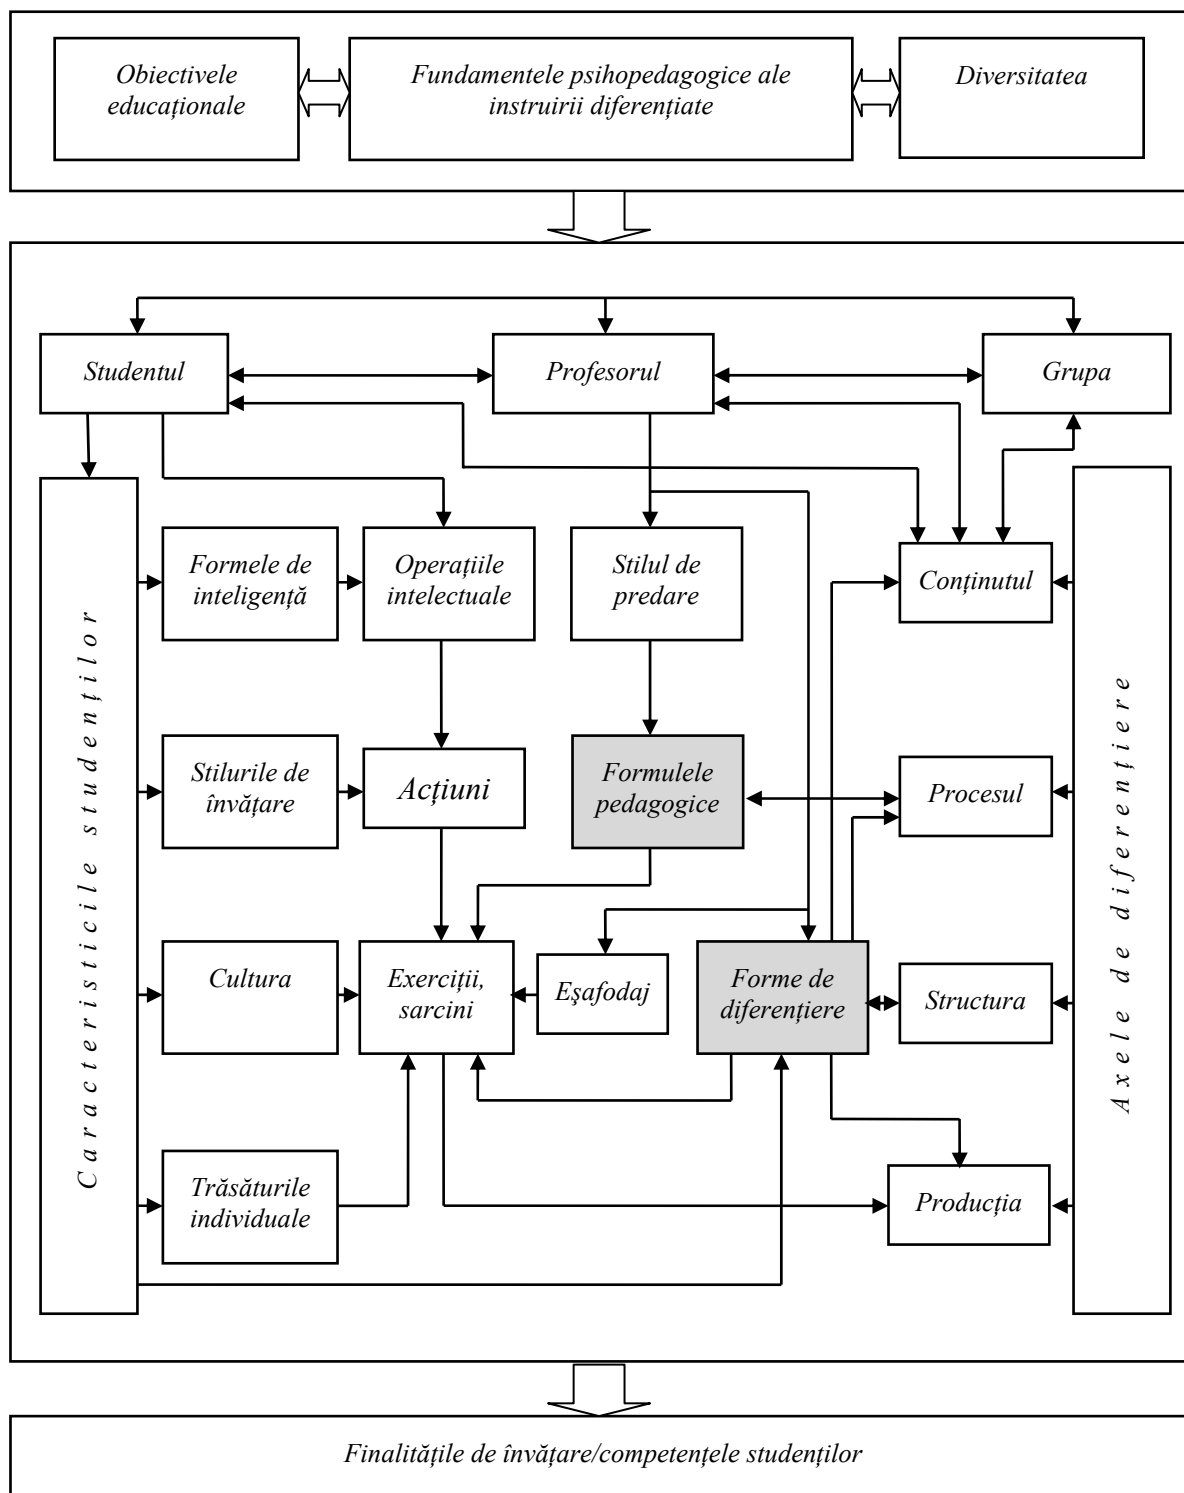 Obiectivele
educaționale
Fundamentele psihopedagogice ale
instruirii diferențiate
Diversitatea
Studentul
Profesorul
Grupa
Caracteristicile studenților
Formele de
inteligență
Operațiile
intelectuale
Stilul de
predare
Conținutul
Axele de diferențiere
Stilurile de
învățare
Acțiuni
Formulele
pedagogice
Procesul
Cultura
Exerciții,
sarcini
Eșafodaj
Forme de
diferențiere
Structura
Trăsăturile
individuale
Producția
Finalitățile de învățare/competențele studenților